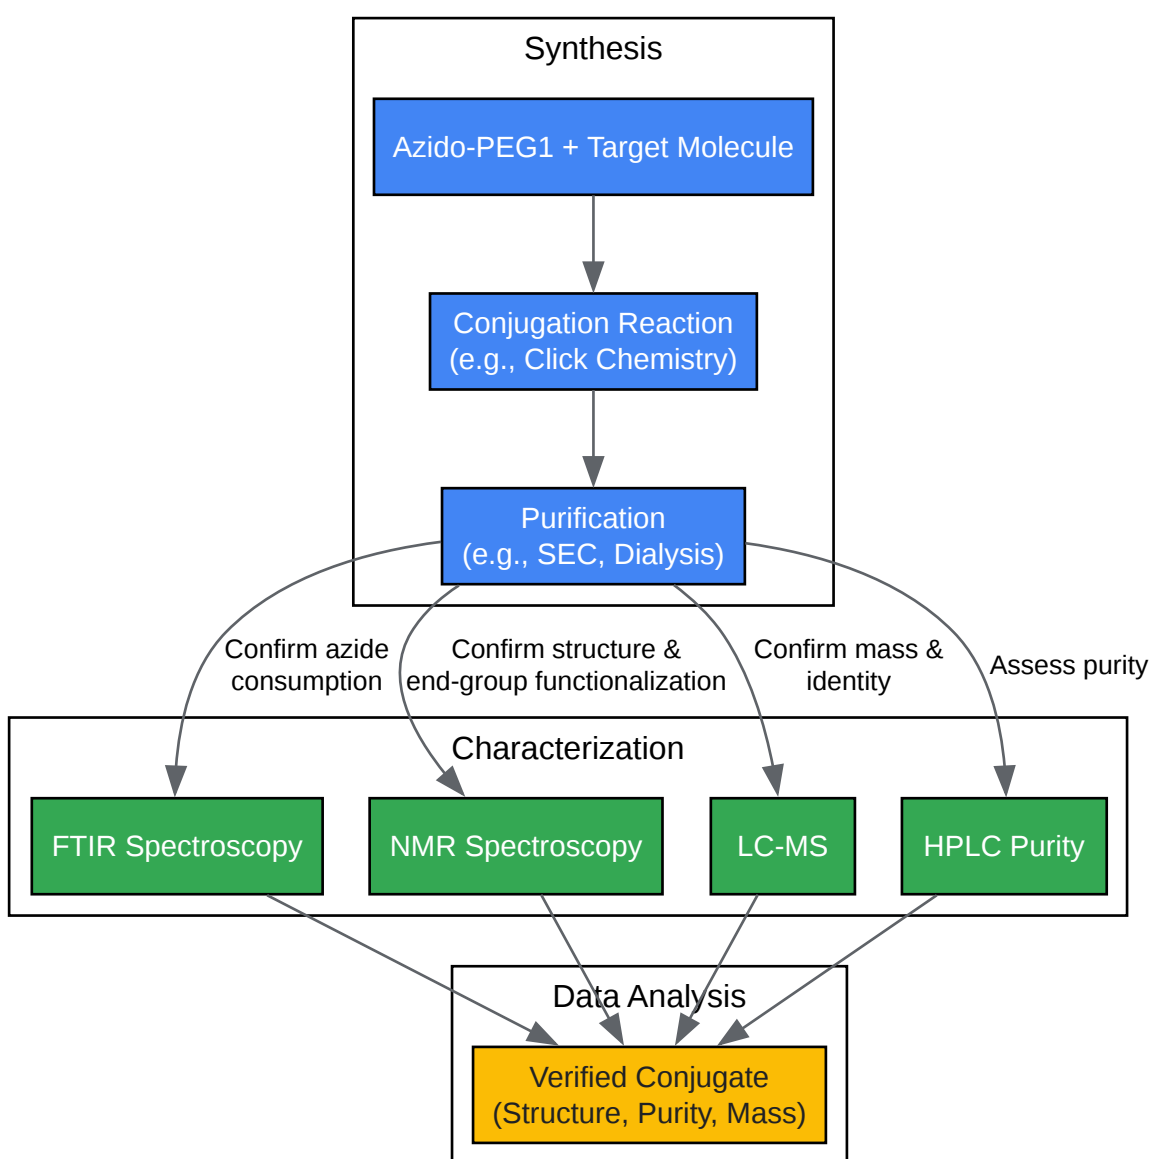 Synthesis
Azido-PEG1 + Target Molecule
Conjugation Reaction
(e.g., Click Chemistry)
Purification
(e.g., SEC, Dialysis)
Confirm azide
consumption
Confirm structure &
end-group functionalization
Confirm mass &
identity
Assess purity
Characterization
FTIR Spectroscopy
NMR Spectroscopy
LC-MS
HPLC Purity
Data Analysis
Verified Conjugate
(Structure, Purity, Mass)